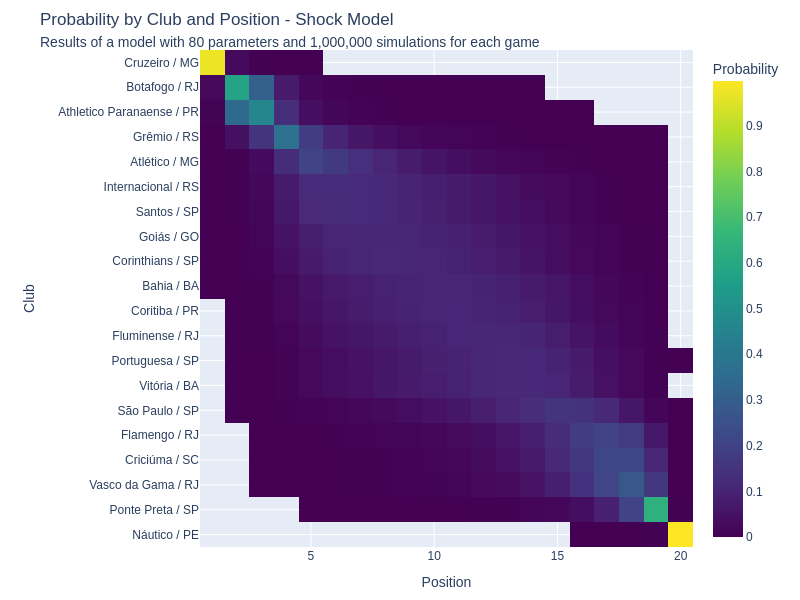 Probability by Club and Position - Shock Model
Results of a model with 80 parameters and 1,000,000 simulations for each game
Probability
Club
Cruzeiro / MG
Botafogo / RJ
Athletico Paranaense / PR
Grêmio / RS
Atlético / MG
Internacional / RS
Santos / SP
Goiás / GO
Corinthians / SP
Bahia / BA
Coritiba / PR
Fluminense / RJ
Portuguesa / SP
Vitória / BA
São Paulo / SP
Flamengo / RJ
Criciúma / SC
Vasco da Gama / RJ
Ponte Preta / SP
Náutico / PE
5
10
15
20
Position
0.9
0.8
0.7
0.6
0.5
0.4
0.3
0.2
0.1
0